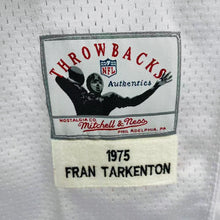 THROWBACKS
NFL
Authentics
NOSTALGIA CO.
Mitchell & Ness
PHILADELPHIA, PA.
1975
FRAN TARKENTON